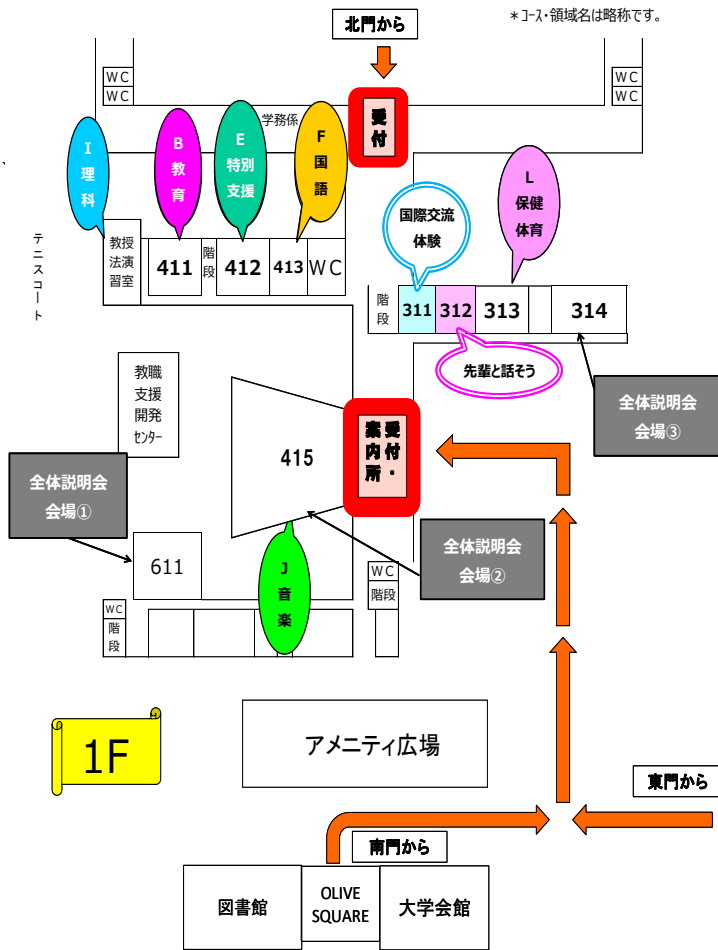 北門から
*コース・領域名は略称です。
WC
WC
WC
WC
受付
学務係
I
理
科
B
教
育
E
特別
支援
F
国
語
L
保健
体育
国際交流
体験
テニスコート
教授
法演
習室
411
階
段
412
413
WC
階
段
311
312
313
314
先輩と話そう
教職
支援
開発
センター
415
受付・
案内所
全体説明会
会場③
全体説明会
会場①
全体説明会
会場②
611
J
音
楽
WC
階段
WC
階
段
1F
アメニティ広場
東門から
南門から
図書館
OLIVE
SQUARE
大学会館